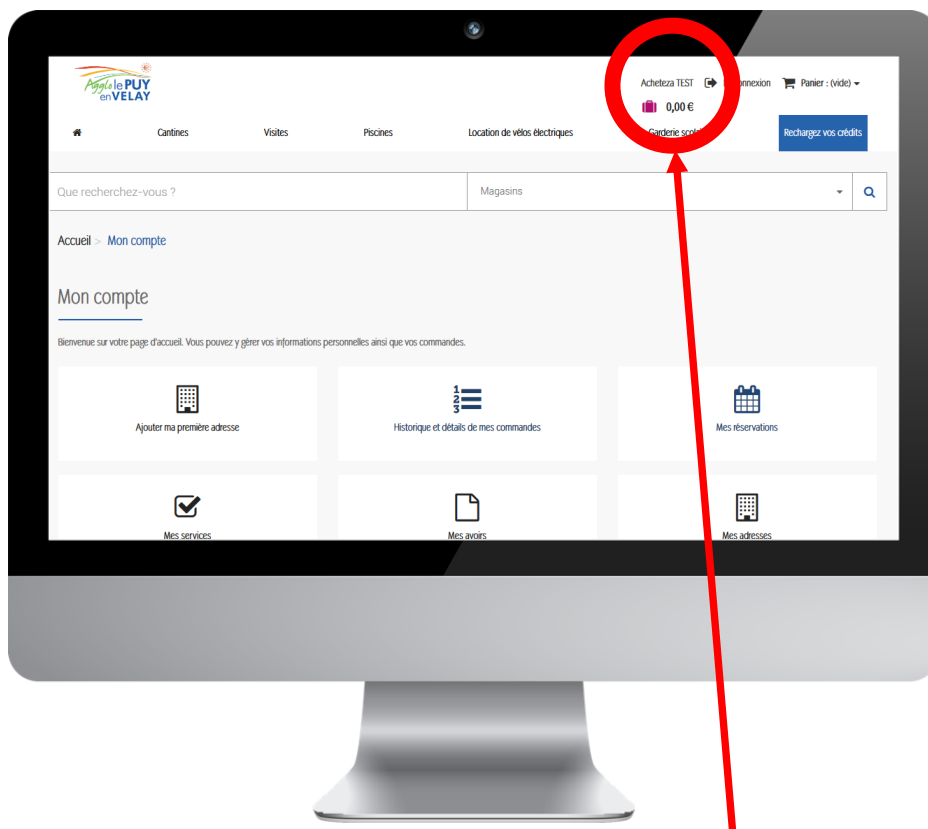 Agglo le PUY
en VELAY
Acheteza TEST
Panier : (vide)
0,00 €
Cantines
Visites
Piscines
Location de vélos électriques
Garderie
Rechargez vos crédits
Que recherchez-vous ?
Magasins
Accueil > Mon compte
Mon compte
Bienvenue sur votre page d'accueil. Vous pouvez y gérer vos informations personnelles ainsi que vos commandes.
Ajouter ma première adresse
1
2
3
Historique et détails de mes commandes
Mes réservations
Mes services
Mes avoirs
Mes adresses